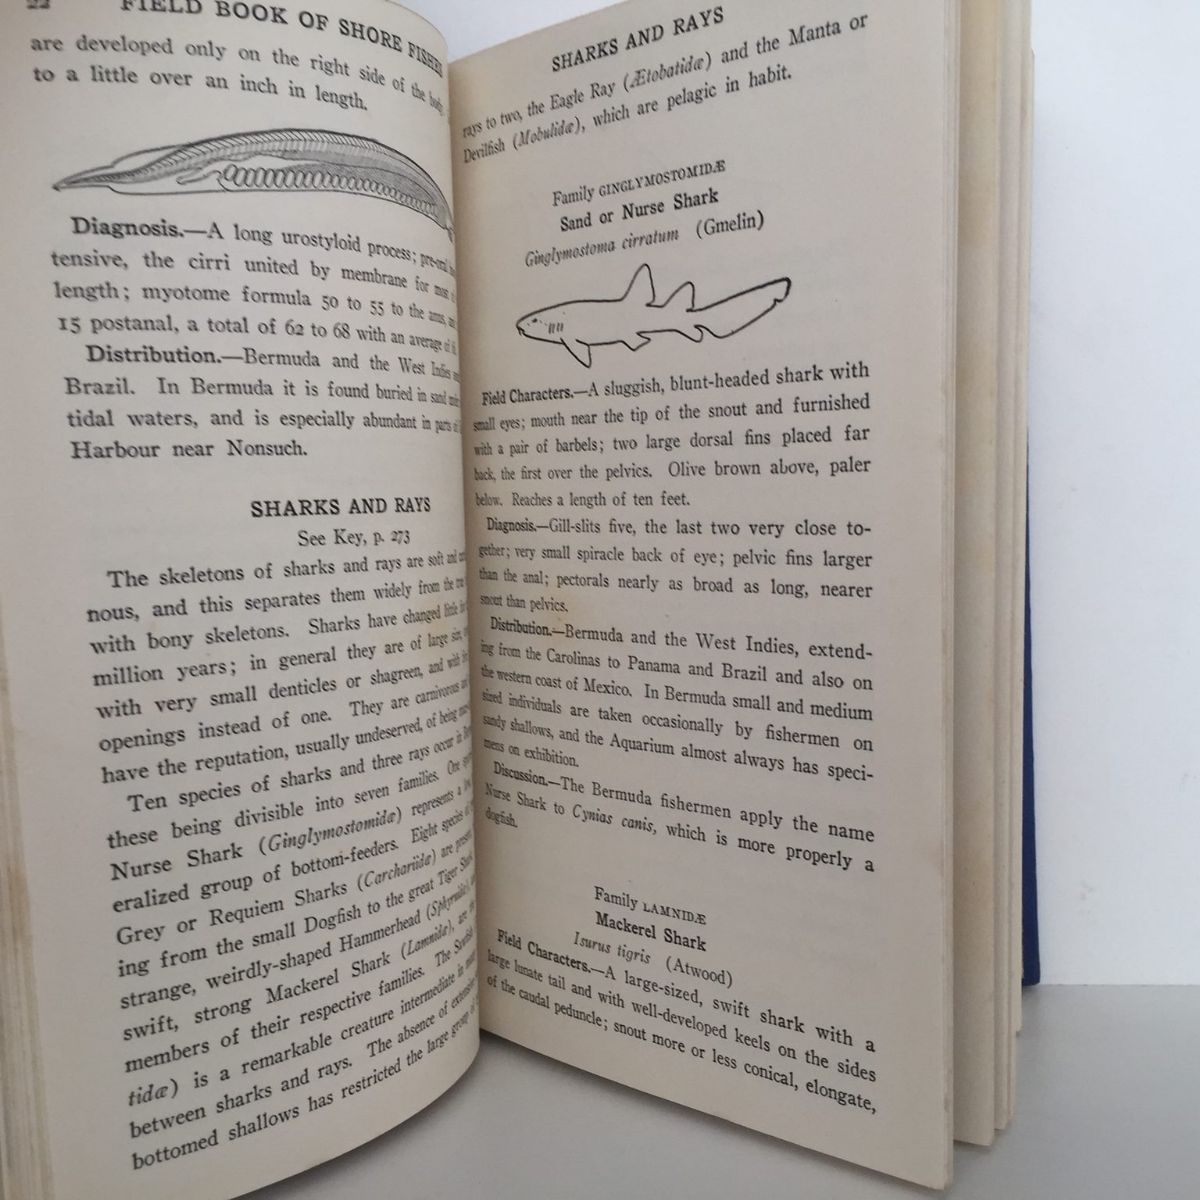 22 FIELD BOOK OF SHORE FISHES
are developed only on the right side of the body
to a little over an inch in length.
Diagnosis.—A long urostyloid process; pre-oral
tensive, the cirri united by membrane for most
length; myotome formula 50 to 55 to the anus,
15 postanal, a total of 62 to 68 with an average of
Distribution.—Bermuda and the West Indies
Brazil. In Bermuda it is found buried in sand
tidal waters, and is especially abundant in parts of
Harbour near Nonsuch.
SHARKS AND RAYS
See Key, p. 273
The skeletons of sharks and rays are soft and
nous, and this separates them widely from the
with bony skeletons. Sharks have changed little
million years; in general they are of large size,
with very small denticles or shagreen, and with
openings instead of one. They are carnivorous
have the reputation, usually undeserved, of being
Ten species of sharks and three rays occur in
these being divisible into seven families. One
Nurse Shark (Ginglymostomidæ) represents a
eralized group of bottom-feeders. Eight species of
Grey or Requiem Sharks (Carchariidæ) are present,
ing from the small Dogfish to the great Tiger Shark.
strange, weirdly-shaped Hammerhead (Sphyrnidæ),
swift, strong Mackerel Shark (Lamnidæ), are the
members of their respective families. The
tidæ) is a remarkable creature intermediate in
between sharks and rays. The absence of extensive
bottomed shallows has restricted the large group of
SHARKS AND RAYS
rays to two, the Eagle Ray (Ætobatidæ) and the Manta or
Devilfish (Mobulidæ), which are pelagic in habit.
Family GINGLYMOSTOMIDÆ
Sand or Nurse Shark
Ginglymostoma cirratum (Gmelin)
Field Characters.—A sluggish, blunt-headed shark with
small eyes; mouth near the tip of the snout and furnished
with a pair of barbels; two large dorsal fins placed far
back, the first over the pelvics. Olive brown above, paler
below. Reaches a length of ten feet.
Diagnosis.—Gill-slits five, the last two very close to-
gether; very small spiracle back of eye; pelvic fins larger
than the anal; pectorals nearly as broad as long, nearer
snout than pelvics.
Distribution.—Bermuda and the West Indies, extend-
ing from the Carolinas to Panama and Brazil and also on
the western coast of Mexico. In Bermuda small and medium
sized individuals are taken occasionally by fishermen on
sandy shallows, and the Aquarium almost always has speci-
mens on exhibition.
Discussion.—The Bermuda fishermen apply the name
Nurse Shark to Cynias canis, which is more properly a
dogfish.
Family LAMNIDÆ
Mackerel Shark
Isurus tigris (Atwood)
Field Characters.—A large-sized, swift shark with a
large lunate tail and with well-developed keels on the sides
of the caudal peduncle; snout more or less conical, elongate,